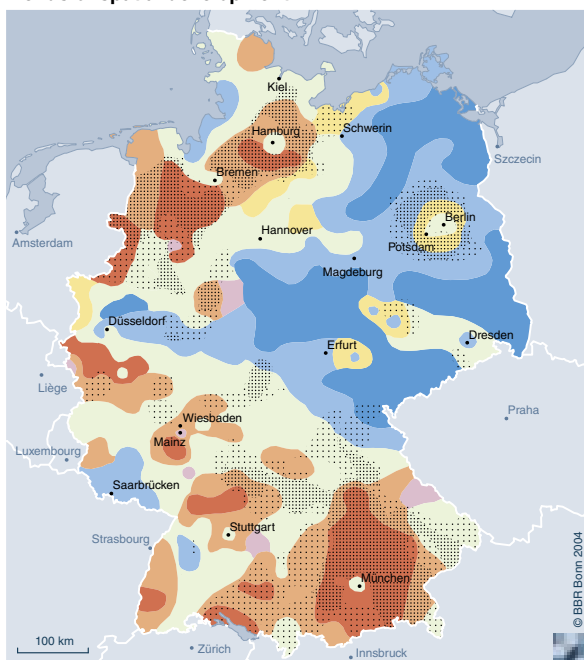 Kiel
Hamburg
Schwerin
Szczecin
Bremen
Amsterdam
Hannover
Berlin
Potsdam
Magdeburg
Düsseldorf
Dresden
Erfurt
Liège
Praha
Wiesbaden
Mainz
Luxembourg
Saarbrücken
Strasbourg
Stuttgart
München
100 km
Zürich
Innsbruck
© BBR Bonn 2004